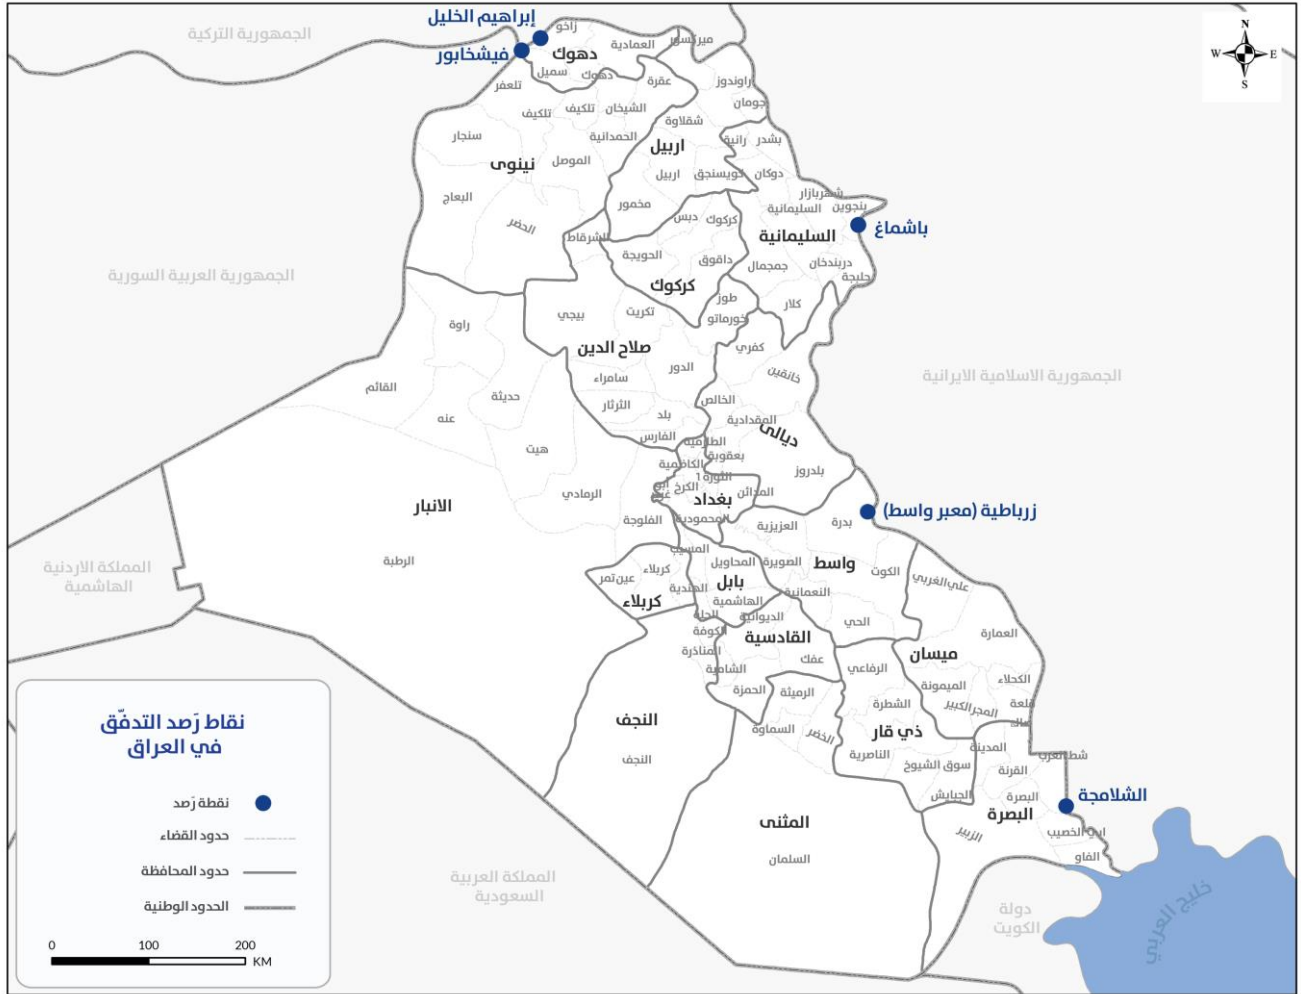 إبراهيم الخليل
زاخو
الجمهورية التركية
N
W E
S
العمادية
ميركسور
فيشخابور
دهوك
سميل
دهوك
عقرة
راوندوز
تلعفر
جومان
تلكيف
تلكيف
الشيخان
شقلاوة
سنجار
الحمدانية
اربيل
رانية
بشدر
نينوى
الموصل
اربيل
كويسنجق
دوكان
البعاج
شهربازار
مخمور
السليمانية
بنجوين
الحضر
دبس
كركوك
باشماغ
الشرقاط
السليمانية
الحويجة
داقوق
جمجمال
دربندخان
حلبجة
الجمهورية العربية السورية
كركوك
طوز
خورماتو
كلار
راوة
بيجي
تكريت
صلاح الدين
كفري
الدور
خانقين
الجمهورية الاسلامية الايرانية
القائم
سامراء
حديثة
الثرثار
الخالص
عنه
بلد
المقدادية
ديالى
الفارس
الطارمية
هيت
الكاظمية
بعقوبة
بلدروز
الثورة1
الرمادي
ابو
غريب
الكرخ
المدائن
بغداد
الانبار
الفلوجة
المحمودية
العزيزية
بدرة
زرباطية (معبر واسط)
المسيب
الرطبة
المملكة الاردنية
الهاشمية
كربلاء
المحاويل
الصويرة
واسط
الكوت
عين تمر
بابل
علي الغربي
الهندية
كربلاء
الهاشمية
النعمانية
الحلة
الديوانية
الحي
الكوفة
القادسية
العمارة
المناذرة
عفك
ميسان
الشامية
الرفاعي
الكحلاء
الحمزة
الرميثة
الميمونة
قلعة
صالح
المجر الكبير
الشطرة
النجف
السماوة
الخضر
ذي قار
المدينة
النجف
الناصرية
سوق الشيوخ
القرنة
شط العرب
الجبايش
البصرة
الشلامجة
البصرة
المثنى
الزبير
ابي الخصيب
السلمان
الفاو
المملكة العربية
السعودية
دولة
الكويت
خليج العربي
نقاط رَصد التدفّق
في العراق
نقطة رَصد
حدود القضاء
حدود المحافظة
الحدود الوطنية
0 100 200
KM